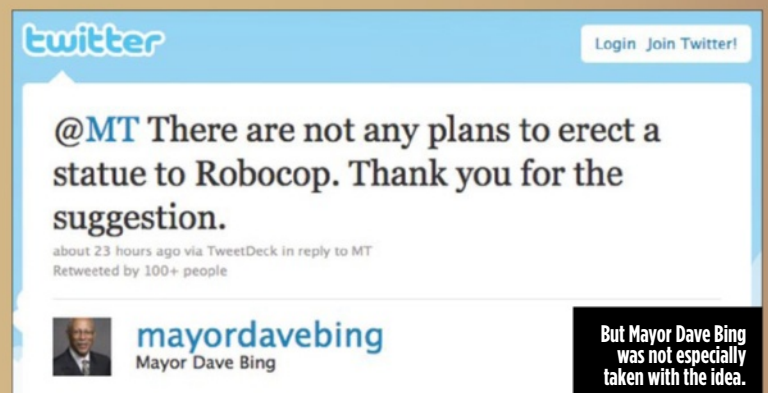 twitter
Login Join Twitter!
@MT There are not any plans to erect a
statue to Robocop. Thank you for the
suggestion.
about 23 hours ago via TweetDeck in reply to MT
Retweeted by 100+ people
mayordavebing
Mayor Dave Bing
But Mayor Dave Bing
was not especially
taken with the idea.